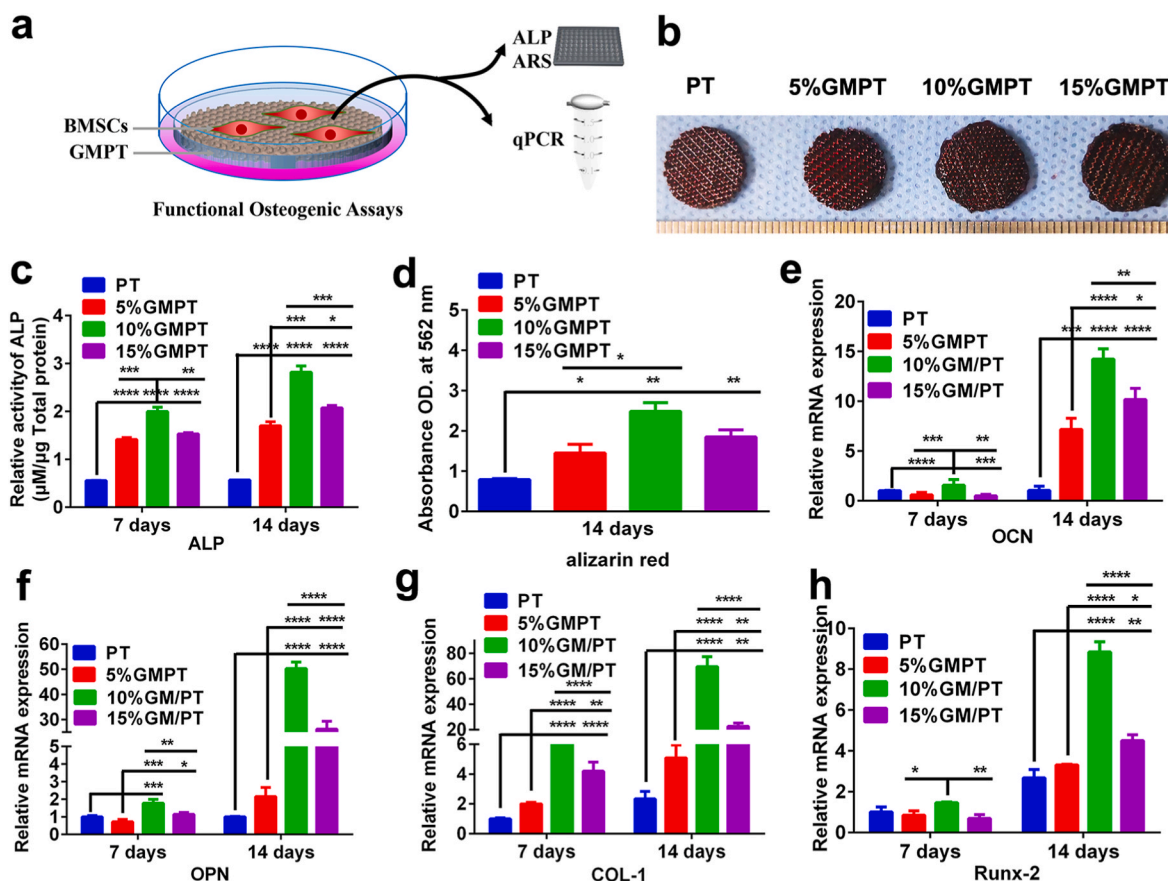 a
ALP
ARS
BMSCs
GMPT
qPCR
Functional Osteogenic Assays
b
PT 5%GMPT 10%GMPT 15%GMPT
c
PT
5%GMPT
10%GMPT
15%GMPT
Relative activity of ALP
(μM/μg Total protein)
4
3
2
1
0
***
**
**** **** ****
***
*** *
**** **** ****
7 days 14 days
ALP
d
PT
5%GMPT
10%GMPT
15%GMPT
Absorbance OD. at 562 nm
5
4
3
2
1
0
*
* ** **
14 days
alizarin red
e
PT
5%GMPT
10%GM/PT
15%GM/PT
Relative mRNA expression
20
15
10
5
0
*** **
**** ***
**
**** *
*** **** ****
7 days 14 days
OCN
f
PT
5%GMPT
10%GM/PT
15%GM/PT
Relative mRNA expression
70
60
50
40
30
25
5
4
3
2
1
0
**
*** *
***
****
**** ****
**** ****
7 days 14 days
OPN
g
PT
5%GMPT
10%GM/PT
15%GM/PT
Relative mRNA expression
100
80
60
40
20
6
4
2
0
****
**** **
**** ****
****
**** **
**** **
7 days 14 days
COL-1
h
PT
5%GMPT
10%GM/PT
15%GM/PT
Relative mRNA expression
10
8
6
4
2
0
* **
****
**** *
**** **
7 days 14 days
Runx-2